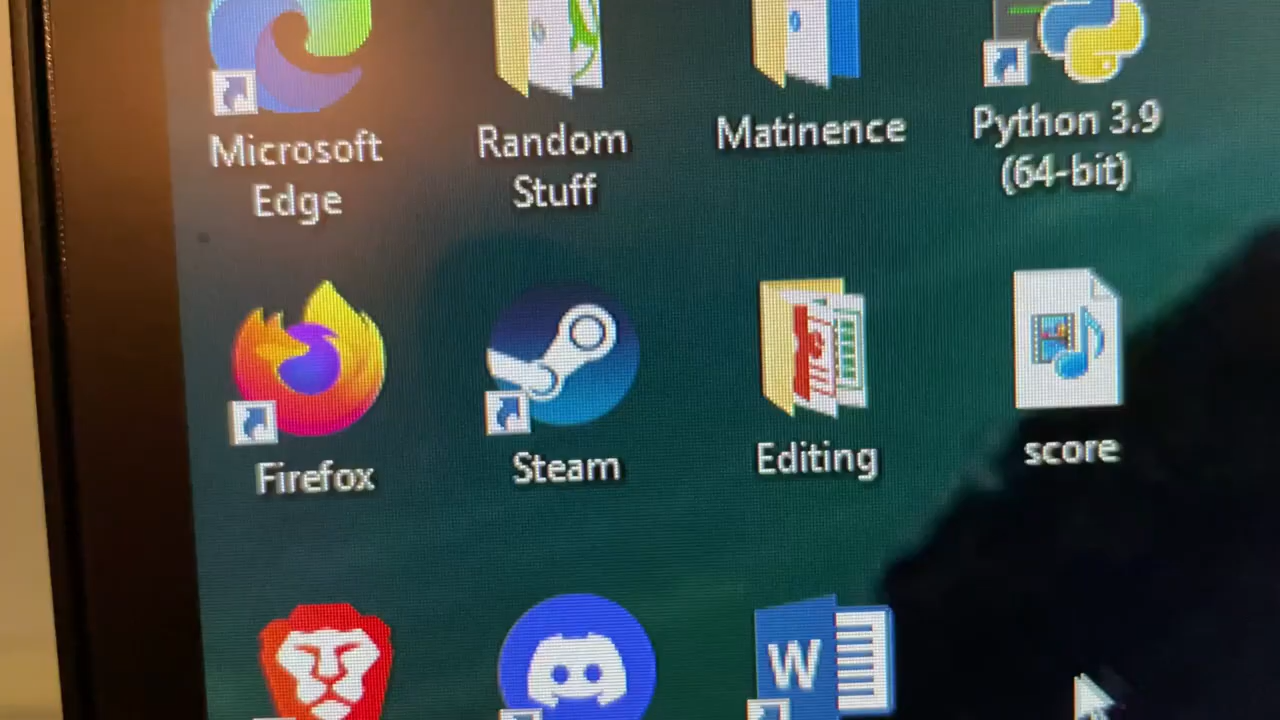 Microsoft
Edge
Random
Stuff
Matinence
Python 3.9
(64-bit)
Firefox
Steam
Editing
score
W